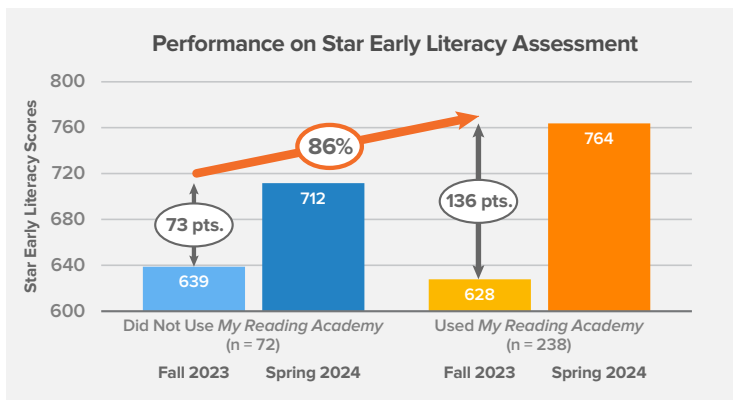 Performance on Star Early Literacy Assessment
Star Early Literacy Scores
800
760
720
680
640
600
86%
73 pts.
136 pts.
639
712
628
764
Did Not Use My Reading Academy
(n = 72)
Used My Reading Academy
(n = 238)
Fall 2023
Spring 2024
Fall 2023
Spring 2024